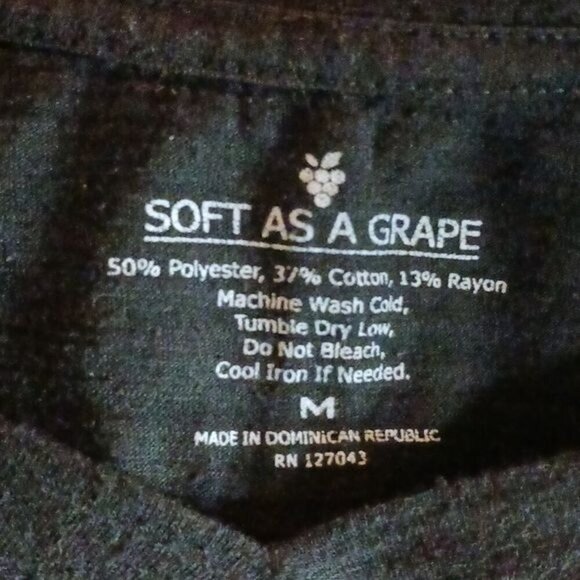 SOFT AS A GRAPE
50% Polyester, 37% Cotton, 13% Rayon
Machine Wash Cold,
Tumble Dry Low,
Do Not Bleach,
Cool Iron If Needed.
M
MADE IN DOMINICAN REPUBLIC
RN 127043